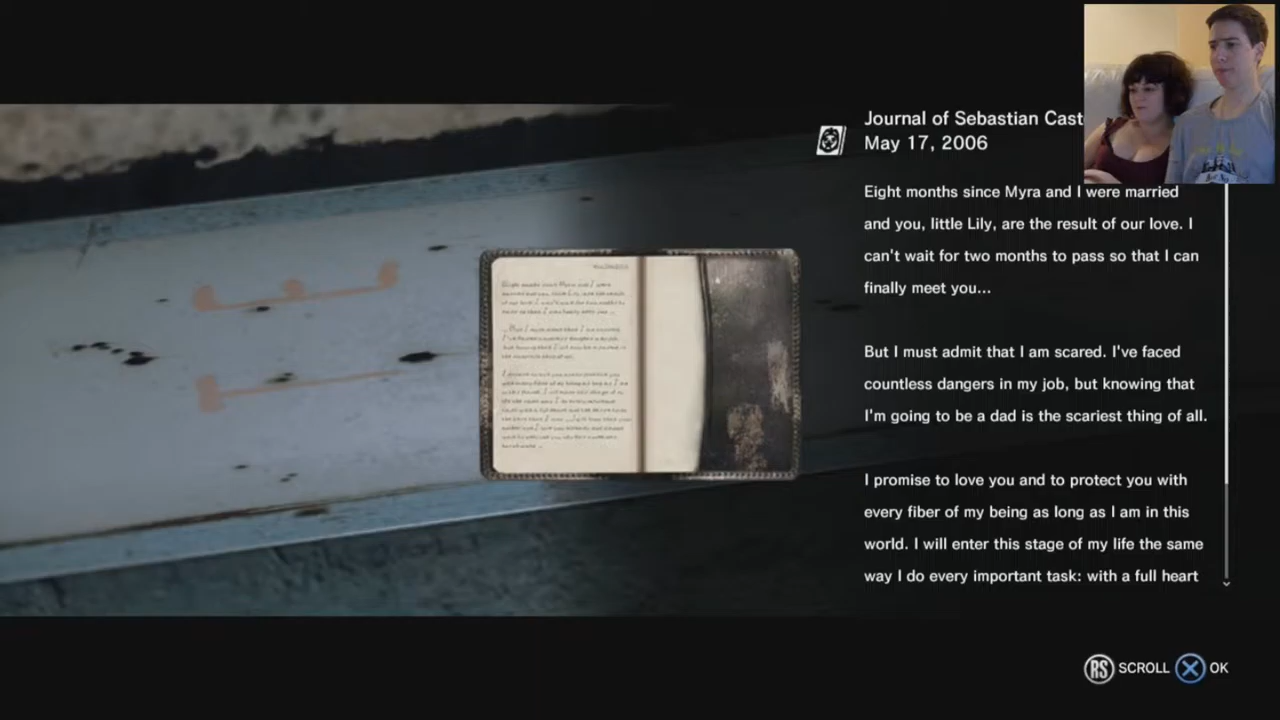 Journal of Sebastian Cast
May 17, 2006
Eight months since Myra and I were married
and you, little Lily, are the result of our love. I
can't wait for two months to pass so that I can
finally meet you...
But I must admit that I am scared. I've faced
countless dangers in my job, but knowing that
I'm going to be a dad is the scariest thing of all.
I promise to love you and to protect you with
every fiber of my being as long as I am in this
world. I will enter this stage of my life the same
way I do every important task: with a full heart
RS SCROLL OK